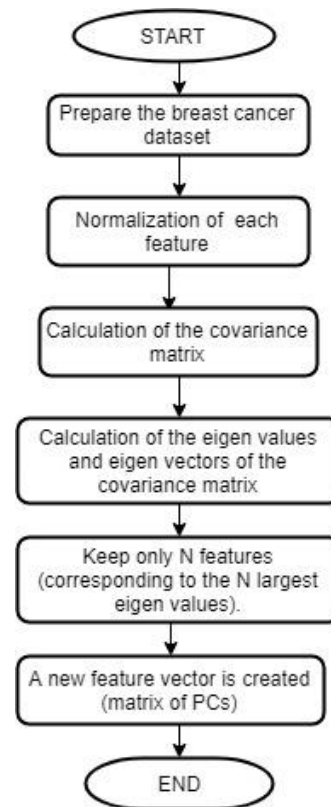 START
Prepare the breast cancer
dataset
Normalization of each
feature
Calculation of the covariance
matrix
Calculation of the eigen values
and eigen vectors of the
covariance matrix
Keep only N features
(corresponding to the N largest
eigen values).
A new feature vector is created
(matrix of PCs)
END